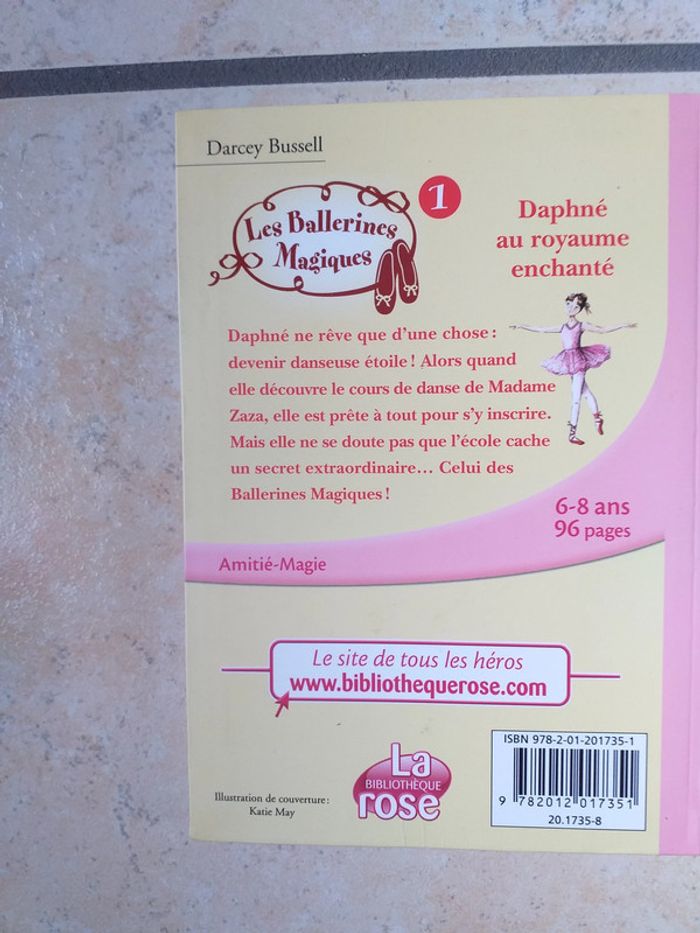 Darcey Bussell
Les Ballerines
Magiques
1
Daphné
au royaume
enchanté
Daphné ne rêve que d'une chose :
devenir danseuse étoile ! Alors quand
elle découvre le cours de danse de Madame
Zaza, elle est prête à tout pour s'y inscrire.
Mais elle ne se doute pas que l'école cache
un secret extraordinaire... Celui des
Ballerines Magiques !
6-8 ans
96 pages
Amitié-Magie
Le site de tous les héros
www.bibliothequerose.com
Illustration de couverture :
Katie May
La
BIBLIOTHÈQUE
rose
ISBN 978-2-01-201735-1
9 782012 017351
20.1735-8